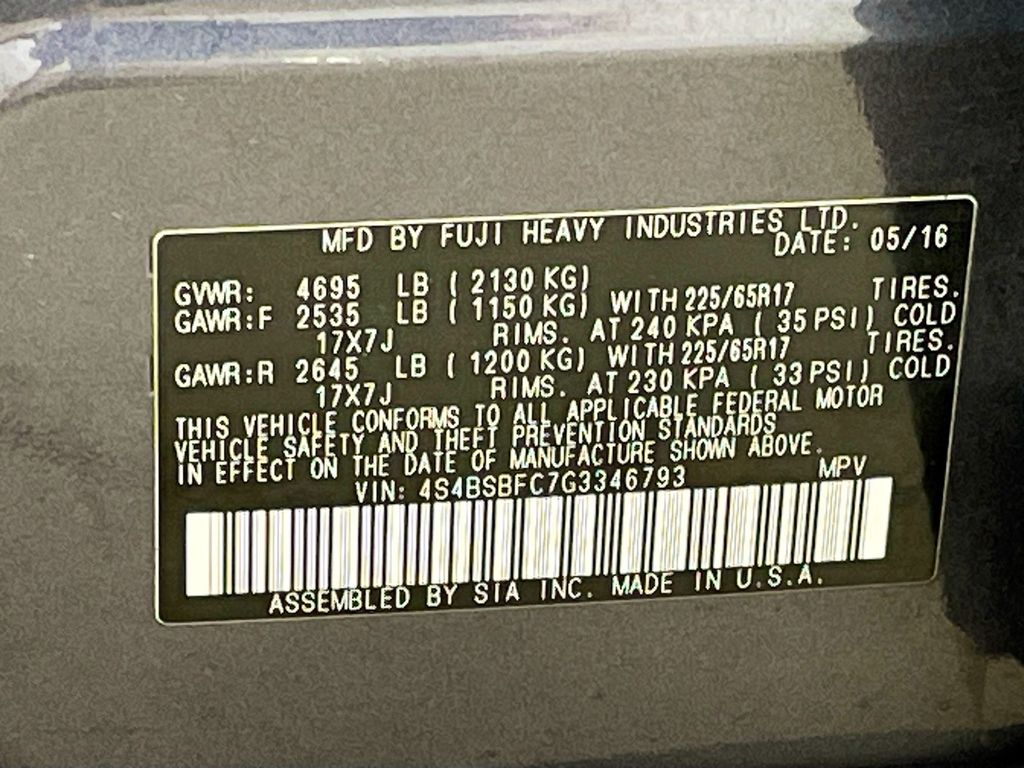 MFD BY FUJI HEAVY INDUSTRIES LTD.
DATE: 05/16
GVWR: 4695 LB ( 2130 KG)
GAWR:F 2535 LB ( 1150 KG) WITH 225/65R17 TIRES.
17X7J RIMS. AT 240 KPA ( 35 PSI) COLD
GAWR:R 2645 LB ( 1200 KG) WITH 225/65R17 TIRES.
17X7J RIMS. AT 230 KPA ( 33 PSI) COLD
THIS VEHICLE CONFORMS TO ALL APPLICABLE FEDERAL MOTOR
VEHICLE SAFETY AND THEFT PREVENTION STANDARDS
IN EFFECT ON THE DATE OF MANUFACTURE SHOWN ABOVE.
VIN: 4S4BSBFC7G3346793 MPV
ASSEMBLED BY SIA INC. MADE IN U.S.A.